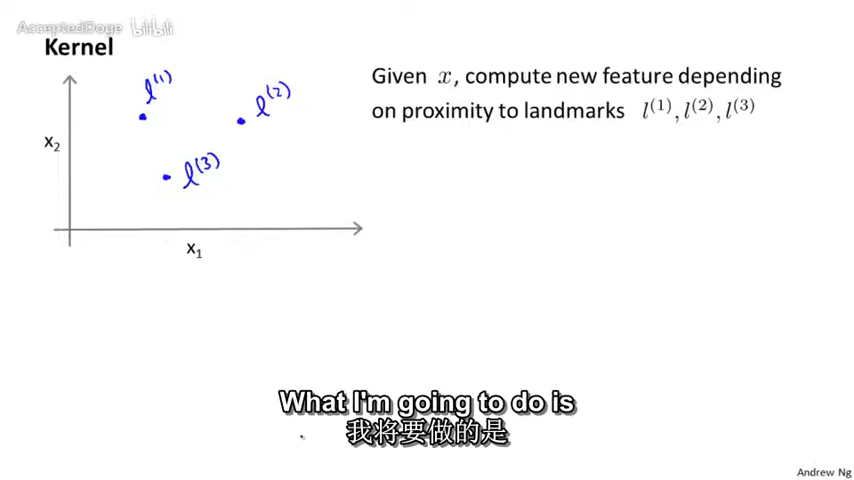 AcceptedDoge bilibili
Kernel
l^(1)
l^(2)
l^(3)
x₂
x₁
Given x, compute new feature depending
on proximity to landmarks l^(1), l^(2), l^(3)
What I'm going to do is
我将要做的是
Andrew Ng